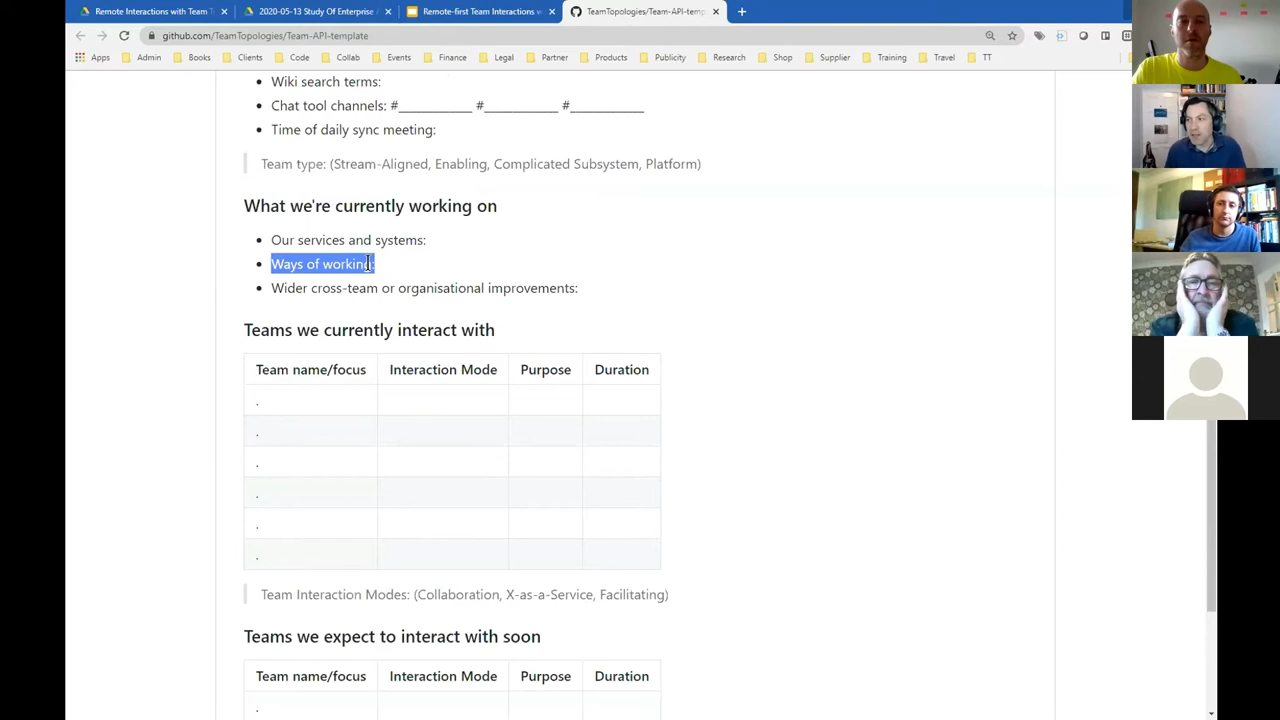 Remote Interactions with Team T
2020-05-13 Study Of Enterprise A
Remote-first Team Interactions w
TeamTopologies/Team-API-temp
github.com/TeamTopologies/Team-API-template
Apps Admin Books Clients Code Collab Events Finance Legal Partner Products Publicity Research Shop Supplier Training Travel TT
• Wiki search terms:
• Chat tool channels: #____________ #____________ #____________
• Time of daily sync meeting:
Team type: (Stream-Aligned, Enabling, Complicated Subsystem, Platform)
What we're currently working on
• Our services and systems:
• Ways of working:
• Wider cross-team or organisational improvements:
Teams we currently interact with
Team name/focus Interaction Mode Purpose Duration
.
.
.
.
.
.
Team Interaction Modes: (Collaboration, X-as-a-Service, Facilitating)
Teams we expect to interact with soon
Team name/focus Interaction Mode Purpose Duration
.